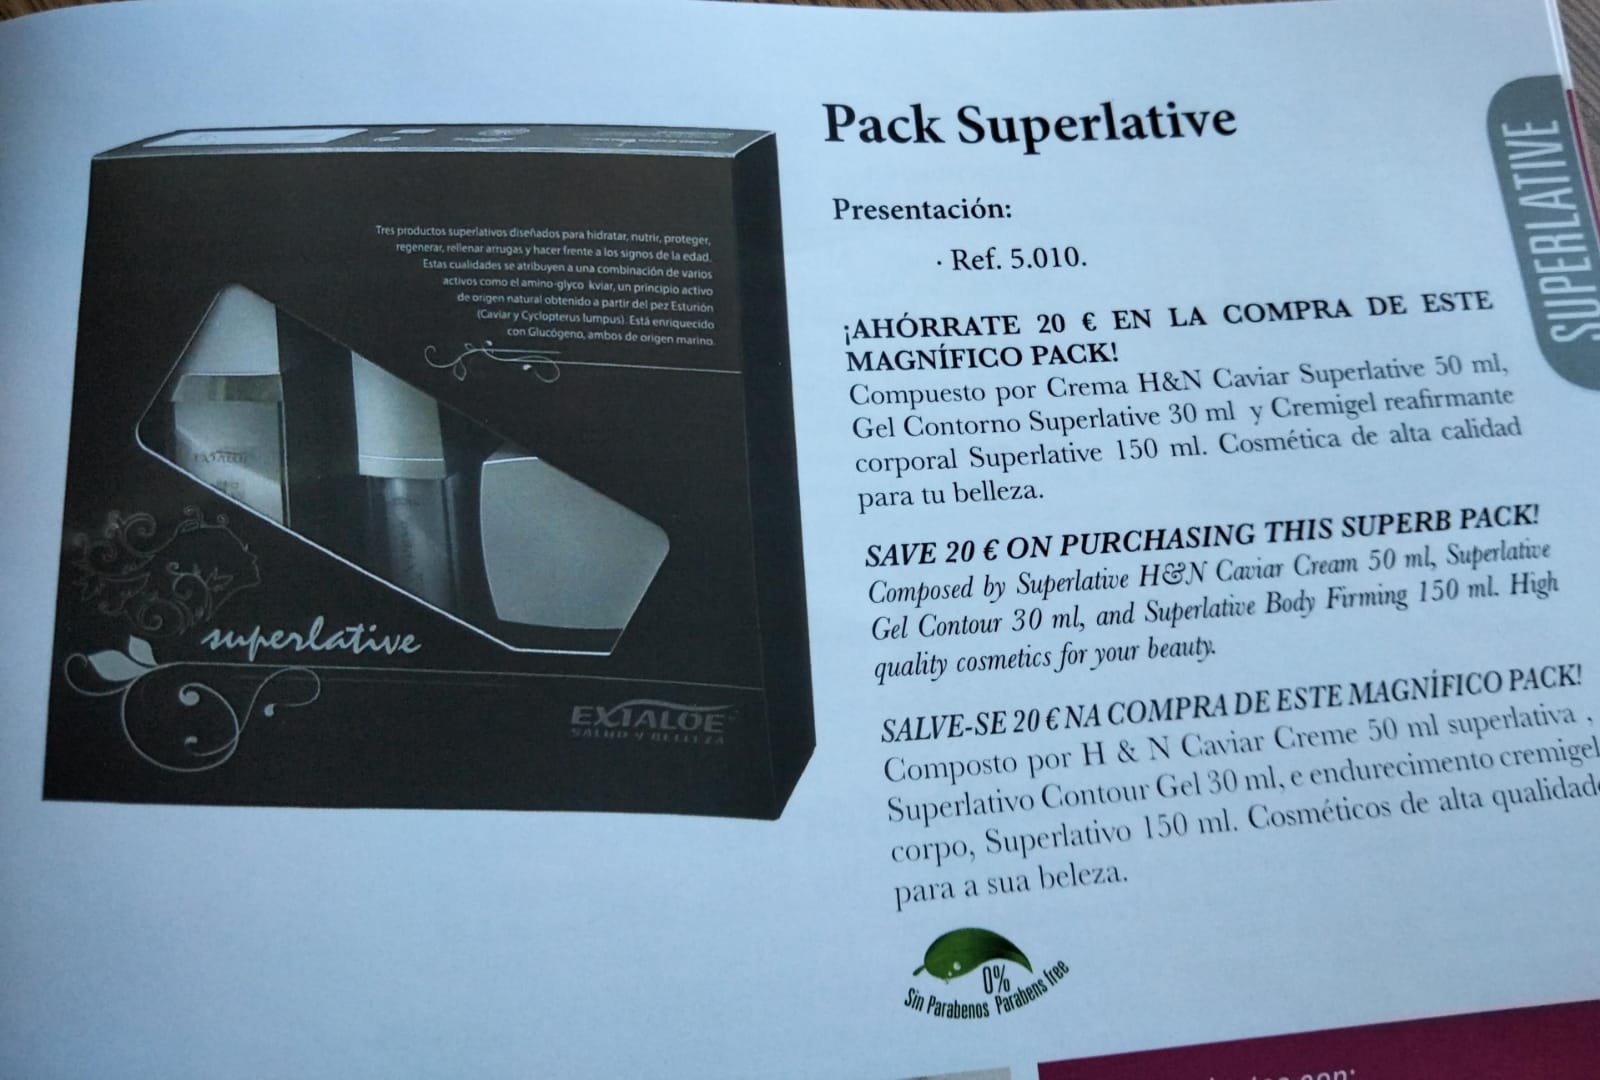 Pack Superlative
Presentación:
· Ref. 5.010.
¡AHÓRRATE 20 € EN LA COMPRA DE ESTE
MAGNÍFICO PACK!
Compuesto por Crema H&N Caviar Superlative 50 ml,
Gel Contorno Superlative 30 ml y Cremigel reafirmante
corporal Superlative 150 ml. Cosmética de alta calidad
para tu belleza.
SAVE 20 € ON PURCHASING THIS SUPERB PACK!
Composed by Superlative H&N Caviar Cream 50 ml, Superlative
Gel Contour 30 ml, and Superlative Body Firming 150 ml. High
quality cosmetics for your beauty.
SALVE-SE 20 € NA COMPRA DE ESTE MAGNÍFICO PACK!
Composto por H & N Caviar Creme 50 ml superlativa ,
Superlativo Contour Gel 30 ml, e endurecimento cremigel
corpo, Superlativo 150 ml. Cosméticos de alta qualidade
para a sua beleza.
0%
Sin Parabenos Parabens free
SUPERLATIVE
Tres productos superlativos diseñados para hidratar, nutrir, proteger,
regenerar, rellenar arrugas y hacer frente a los signos de la edad.
Estas cualidades se atribuyen a una combinación de varios
activos como el amino-glyco kviar, un principio activo
de origen natural obtenido a partir del pez Esturión
(Caviar y Cyclopterus lumpus). Está enriquecido
con Glucógeno, ambos de origen marino.
EXIALOE
superlative
EXIALOE
SALUD Y BELLEZA